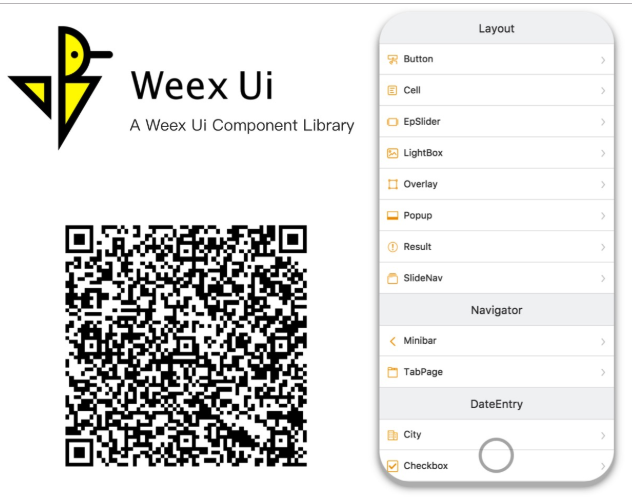 Weex Ui
A Weex Ui Component Library
Layout
Button
Cell
EpSlider
LightBox
Overlay
Popup
Result
SlideNav
Navigator
Minibar
TabPage
DateEntry
City
Checkbox